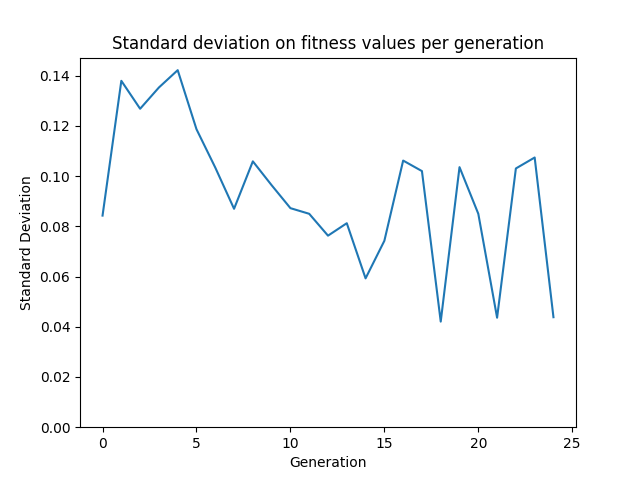 Standard deviation on fitness values per generation
0.14
0.12
0.10
0.08
0.06
0.04
0.02
0.00
Standard Deviation
0 5 10 15 20 25
Generation